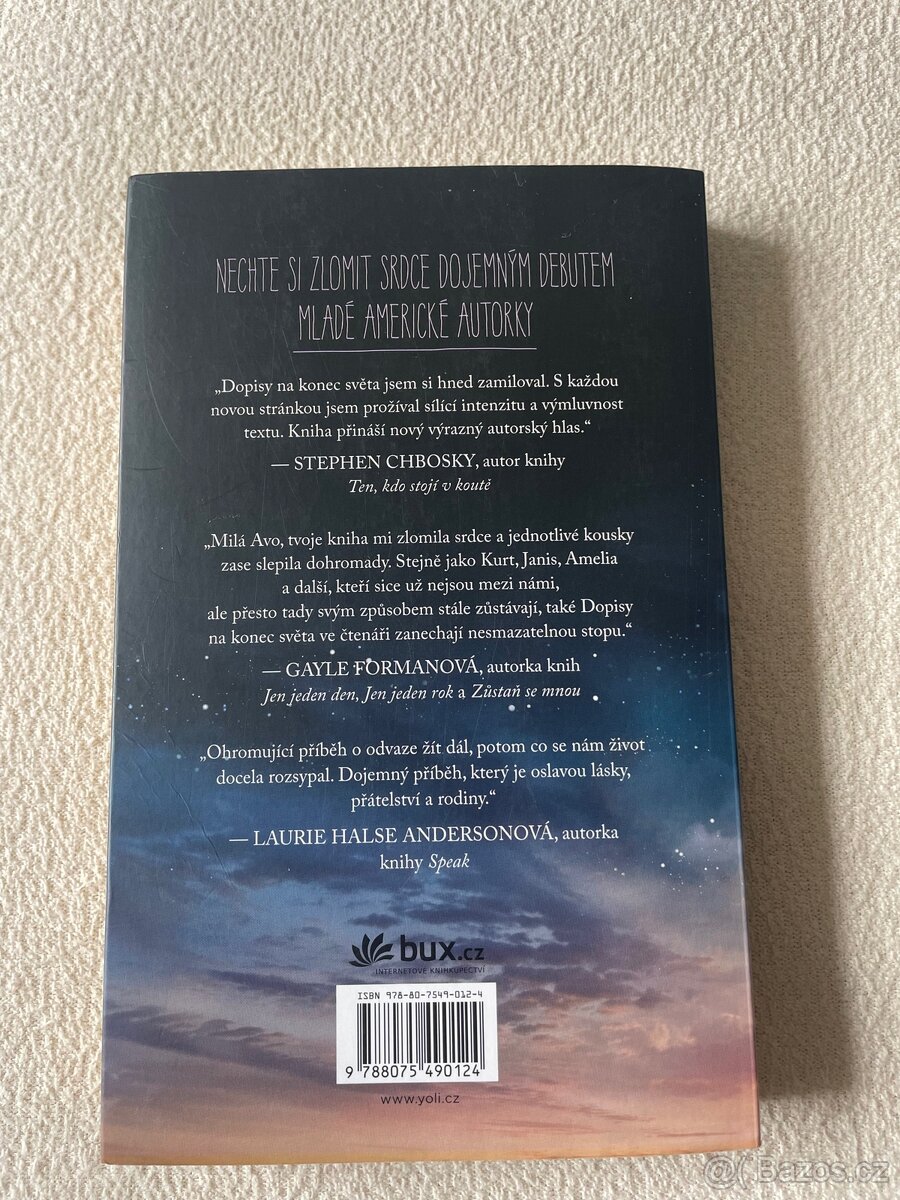 NECHTE SI ZLOMIT SRDCE DOJEMNÝM DEBUTEM
MLADÉ AMERICKÉ AUTORKY
„Dopisy na konec světa jsem si hned zamiloval. S každou
novou stránkou jsem prožíval sílící intenzitu a výmluvnost
textu. Kniha přináší nový výrazný autorský hlas.“
— STEPHEN CHBOSKY, autor knihy
Ten, kdo stojí v koutě
„Milá Avo, tvoje kniha mi zlomila srdce a jednotlivé kousky
zase slepila dohromady. Stejně jako Kurt, Janis, Amelia
a další, kteří sice už nejsou mezi námi,
ale přesto tady svým způsobem stále zůstávají, také Dopisy
na konec světa ve čtenáři zanechají nesmazatelnou stopu.“
— GAYLE FORMANOVÁ, autorka knih
Jen jeden den, Jen jeden rok a Zůstaň se mnou
„Ohromující příběh o odvaze žít dál, potom co se nám život
docela rozsypal. Dojemný příběh, který je oslavou lásky,
přátelství a rodiny.“
— LAURIE HALSE ANDERSONOVÁ, autorka
knihy Speak
bux.cz
INTERNETOVÉ KNIHKUPECTVÍ
ISBN 978-80-7549-012-4
9 788075 490124
www.yoli.cz
Bazos.cz